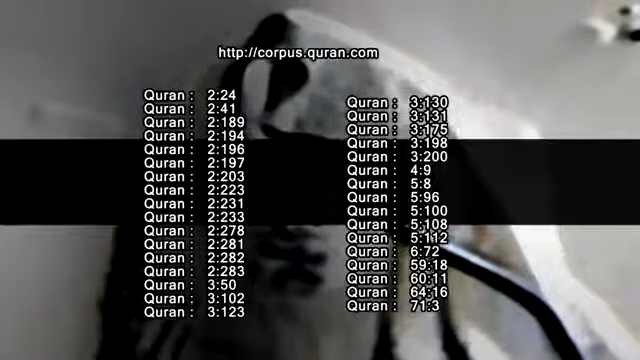 http://corpus.quran.com
Quran : 2:24
Quran : 2:41
Quran : 2:189
Quran : 2:194
Quran : 2:196
Quran : 2:197
Quran : 2:203
Quran : 2:223
Quran : 2:231
Quran : 2:233
Quran : 2:278
Quran : 2:281
Quran : 2:282
Quran : 2:283
Quran : 3:50
Quran : 3:102
Quran : 3:123
Quran : 3:130
Quran : 3:131
Quran : 3:175
Quran : 3:198
Quran : 3:200
Quran : 4:9
Quran : 5:8
Quran : 5:96
Quran : 5:100
Quran : 5:108
Quran : 5:112
Quran : 6:72
Quran : 59:18
Quran : 60:11
Quran : 64:16
Quran : 71:3